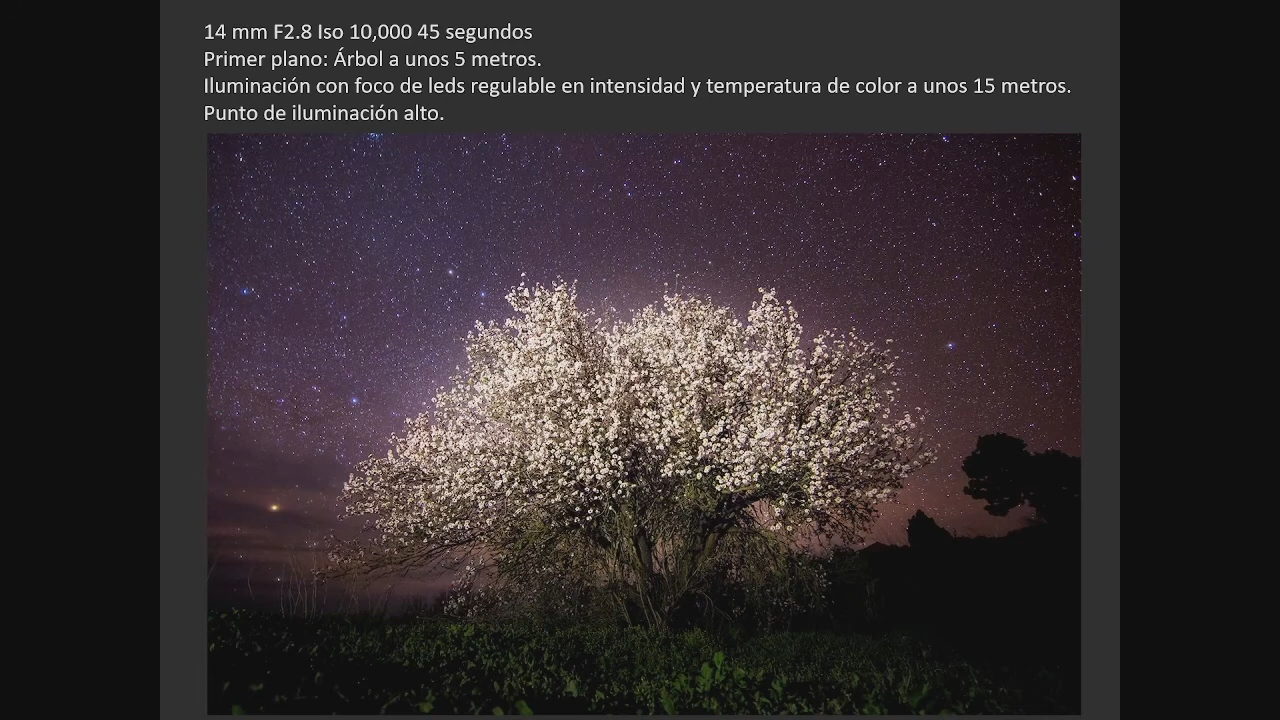 14 mm F2.8 Iso 10,000 45 segundos
Primer plano: Árbol a unos 5 metros.
Iluminación con foco de leds regulable en intensidad y temperatura de color a unos 15 metros.
Punto de iluminación alto.